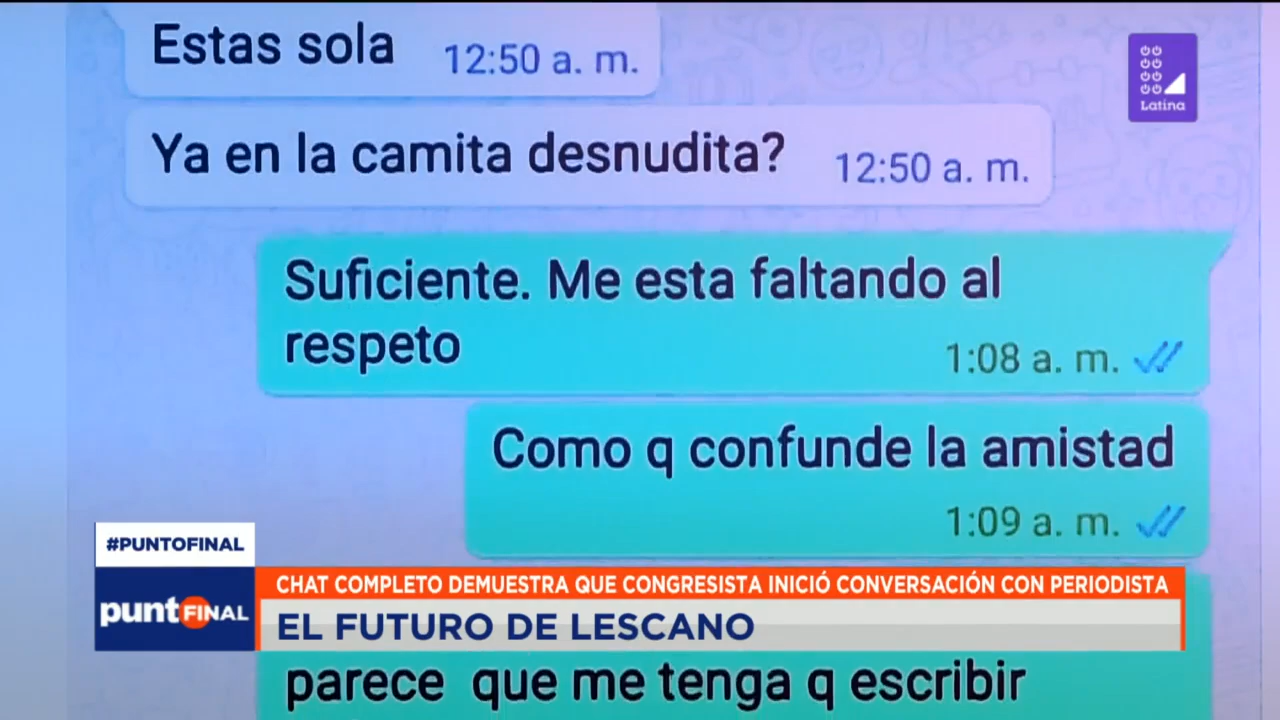 Estas sola 12:50 a. m.
Latina
Ya en la camita desnudita? 12:50 a. m.
Suficiente. Me esta faltando al
respeto
1:08 a. m.
Como q confunde la amistad
1:09 a. m.
#PUNTOFINAL
CHAT COMPLETO DEMUESTRA QUE CONGRESISTA INICIÓ CONVERSACIÓN CON PERIODISTA
puntO FINAL
EL FUTURO DE LESCANO
parece que me tenga q escribir